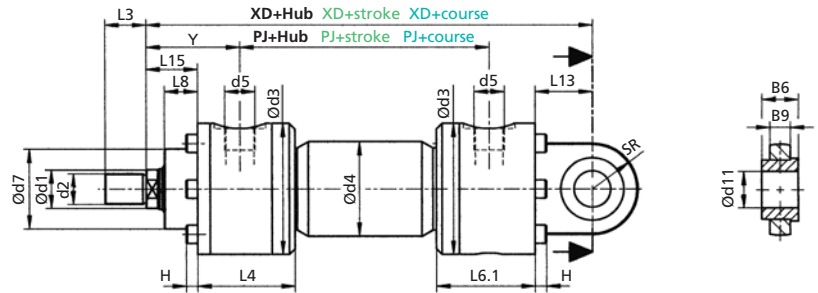 L3 XD+Hub XD+stroke XD+course
Y PJ+Hub PJ+stroke PJ+course
L15
L8 d5 d5 L13 B6
B9
Ød3 Ød3
SR
Ød7 Ød1 d2 Ød4 Ød11
H L4 L6.1 H